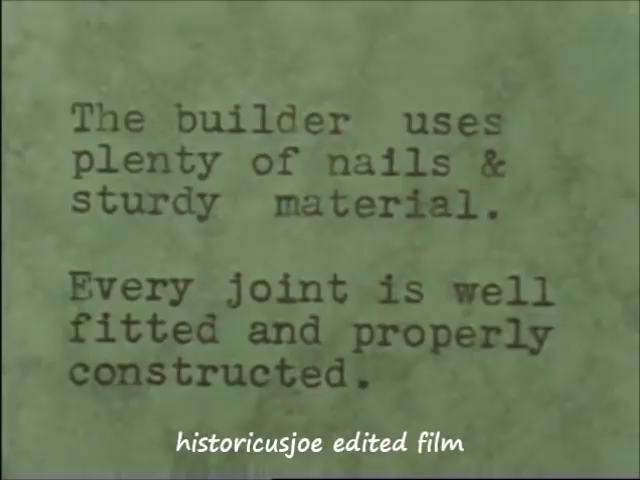 The builder uses
plenty of nails &
sturdy material.
Every joint is well
fitted and properly
constructed.
historicusjoe edited film